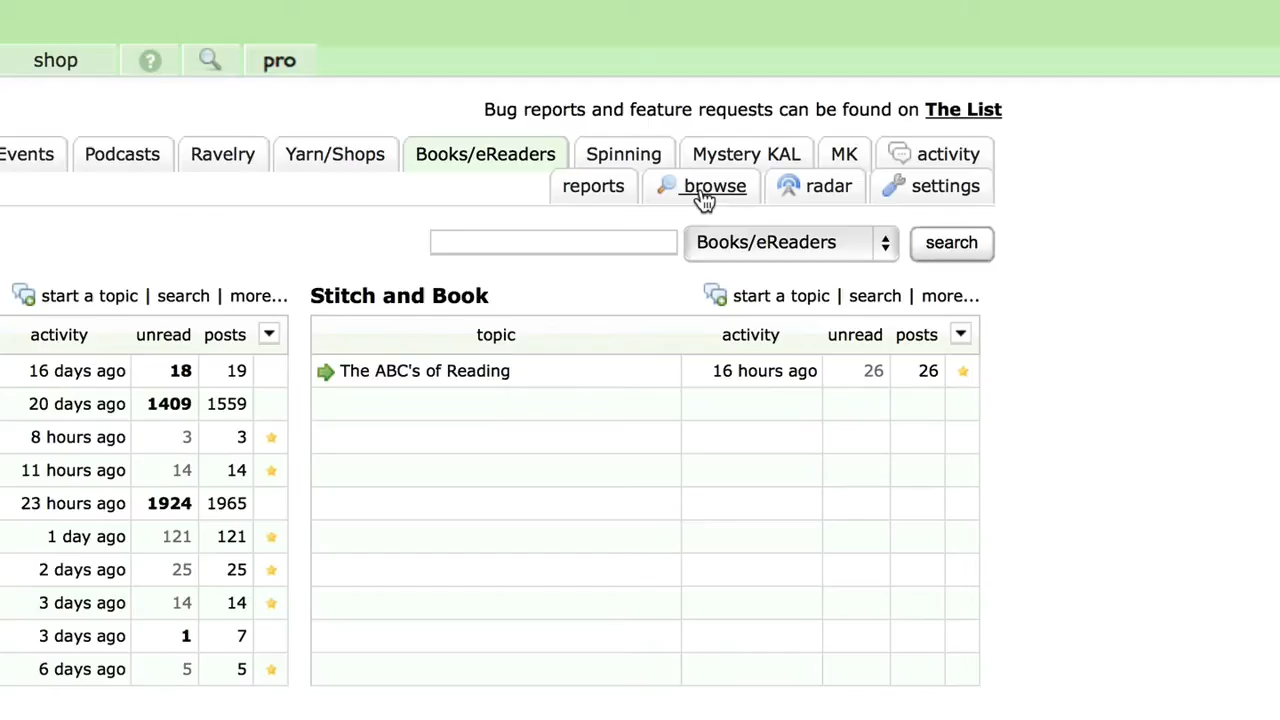 shop ? pro
Bug reports and feature requests can be found on The List
Events Podcasts Ravelry Yarn/Shops Books/eReaders Spinning Mystery KAL MK activity
reports browse radar settings
Books/eReaders search
start a topic | search | more... Stitch and Book start a topic | search | more...
activity unread posts topic activity unread posts
16 days ago 18 19 The ABC's of Reading 16 hours ago 26 26
20 days ago 1409 1559
8 hours ago 3 3
11 hours ago 14 14
23 hours ago 1924 1965
1 day ago 121 121
2 days ago 25 25
3 days ago 14 14
3 days ago 1 7
6 days ago 5 5